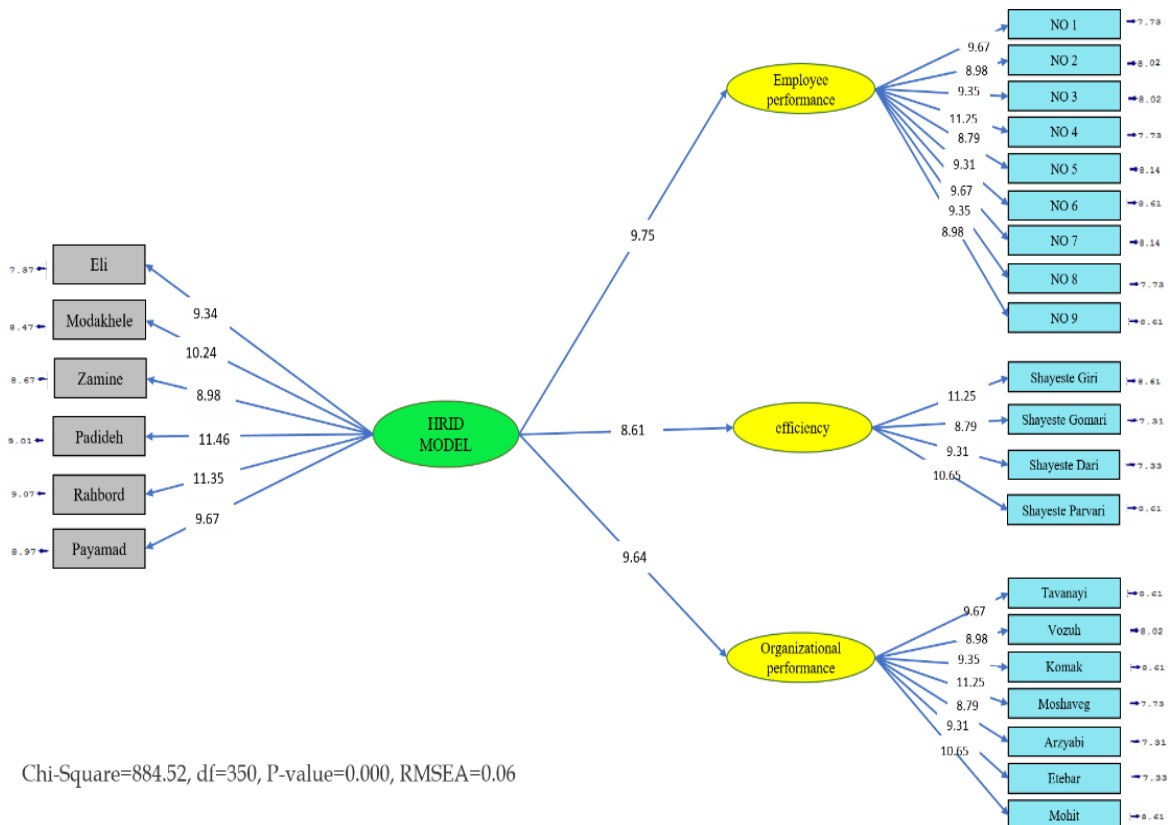 7.87
Eli
8.47
Modakhele
8.67
Zamine
9.01
Padideh
9.07
Rahbord
8.97
Payamad
9.34
10.24
8.98
11.46
11.35
9.67
HRID
MODEL
9.75
8.61
9.64
Employee
performance
9.67
8.98
9.35
11.25
8.79
9.31
9.67
9.35
8.98
NO 1
7.73
NO 2
8.02
NO 3
8.02
NO 4
7.73
NO 5
8.14
NO 6
8.61
NO 7
8.14
NO 8
7.73
NO 9
8.61
efficiency
11.25
8.79
9.31
10.65
Shayeste Giri
8.61
Shayeste Gomari
7.31
Shayeste Dari
7.33
Shayeste Parvari
8.61
Organizational
performance
9.67
8.98
9.35
11.25
8.79
9.31
10.65
Tavanayi
8.61
Vozuh
8.02
Komak
8.61
Moshaveg
7.73
Arzyabi
7.31
Etebar
7.33
Mohit
8.61
Chi-Square=884.52, df=350, P-value=0.000, RMSEA=0.06